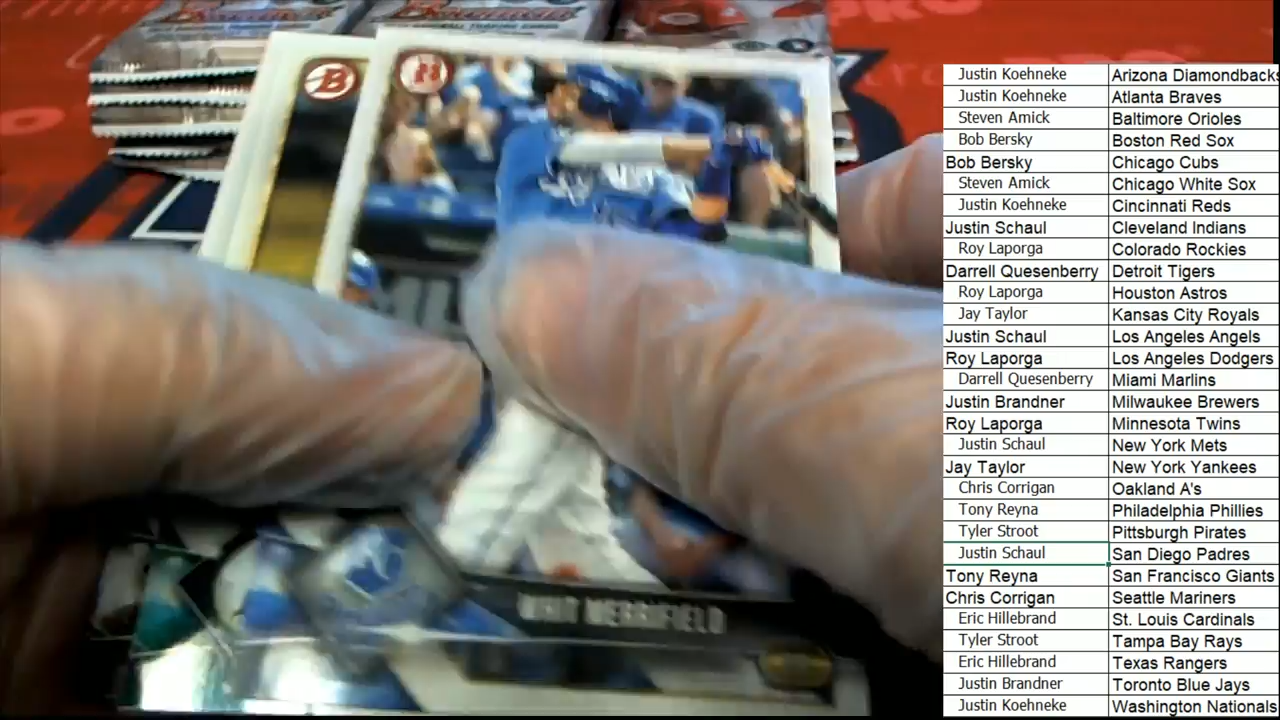 Bowman
Bowman
PRO
B
B
WHIT MERRIFIELD
Justin Koehneke Arizona Diamondbacks
Justin Koehneke Atlanta Braves
Steven Amick Baltimore Orioles
Bob Bersky Boston Red Sox
Bob Bersky Chicago Cubs
Steven Amick Chicago White Sox
Justin Koehneke Cincinnati Reds
Justin Schaul Cleveland Indians
Roy Laporga Colorado Rockies
Darrell Quesenberry Detroit Tigers
Roy Laporga Houston Astros
Jay Taylor Kansas City Royals
Justin Schaul Los Angeles Angels
Roy Laporga Los Angeles Dodgers
Darrell Quesenberry Miami Marlins
Justin Brandner Milwaukee Brewers
Roy Laporga Minnesota Twins
Justin Schaul New York Mets
Jay Taylor New York Yankees
Chris Corrigan Oakland A's
Tony Reyna Philadelphia Phillies
Tyler Stroot Pittsburgh Pirates
Justin Schaul San Diego Padres
Tony Reyna San Francisco Giants
Chris Corrigan Seattle Mariners
Eric Hillebrand St. Louis Cardinals
Tyler Stroot Tampa Bay Rays
Eric Hillebrand Texas Rangers
Justin Brandner Toronto Blue Jays
Justin Koehneke Washington Nationals